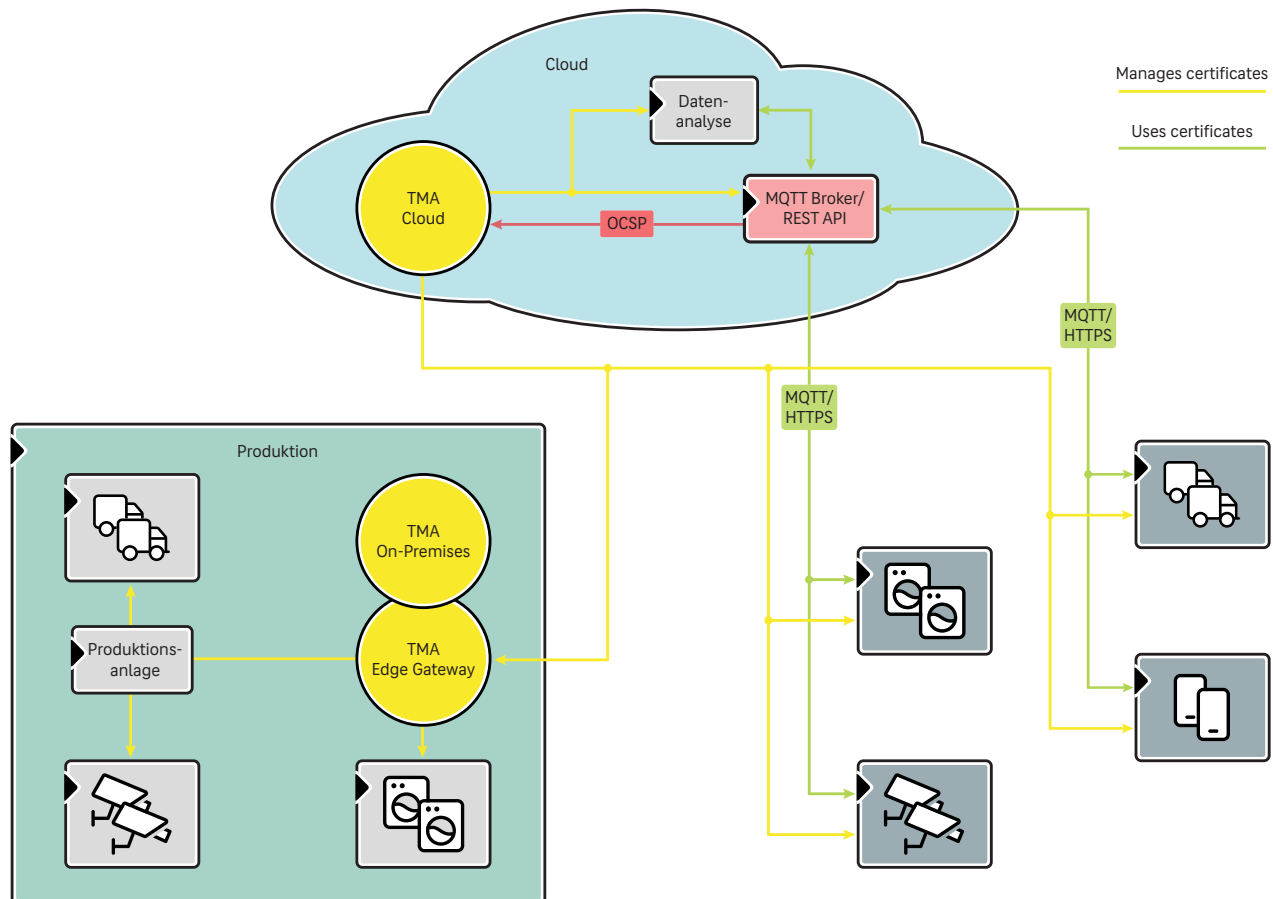 Cloud
Daten-
analyse
Manages certificates
Uses certificates
TMA
Cloud
MQTT Broker/
REST API
OCSP
MQTT/
HTTPS
MQTT/
HTTPS
Produktion
TMA
On-Premises
Produktions-
anlage
TMA
Edge Gateway